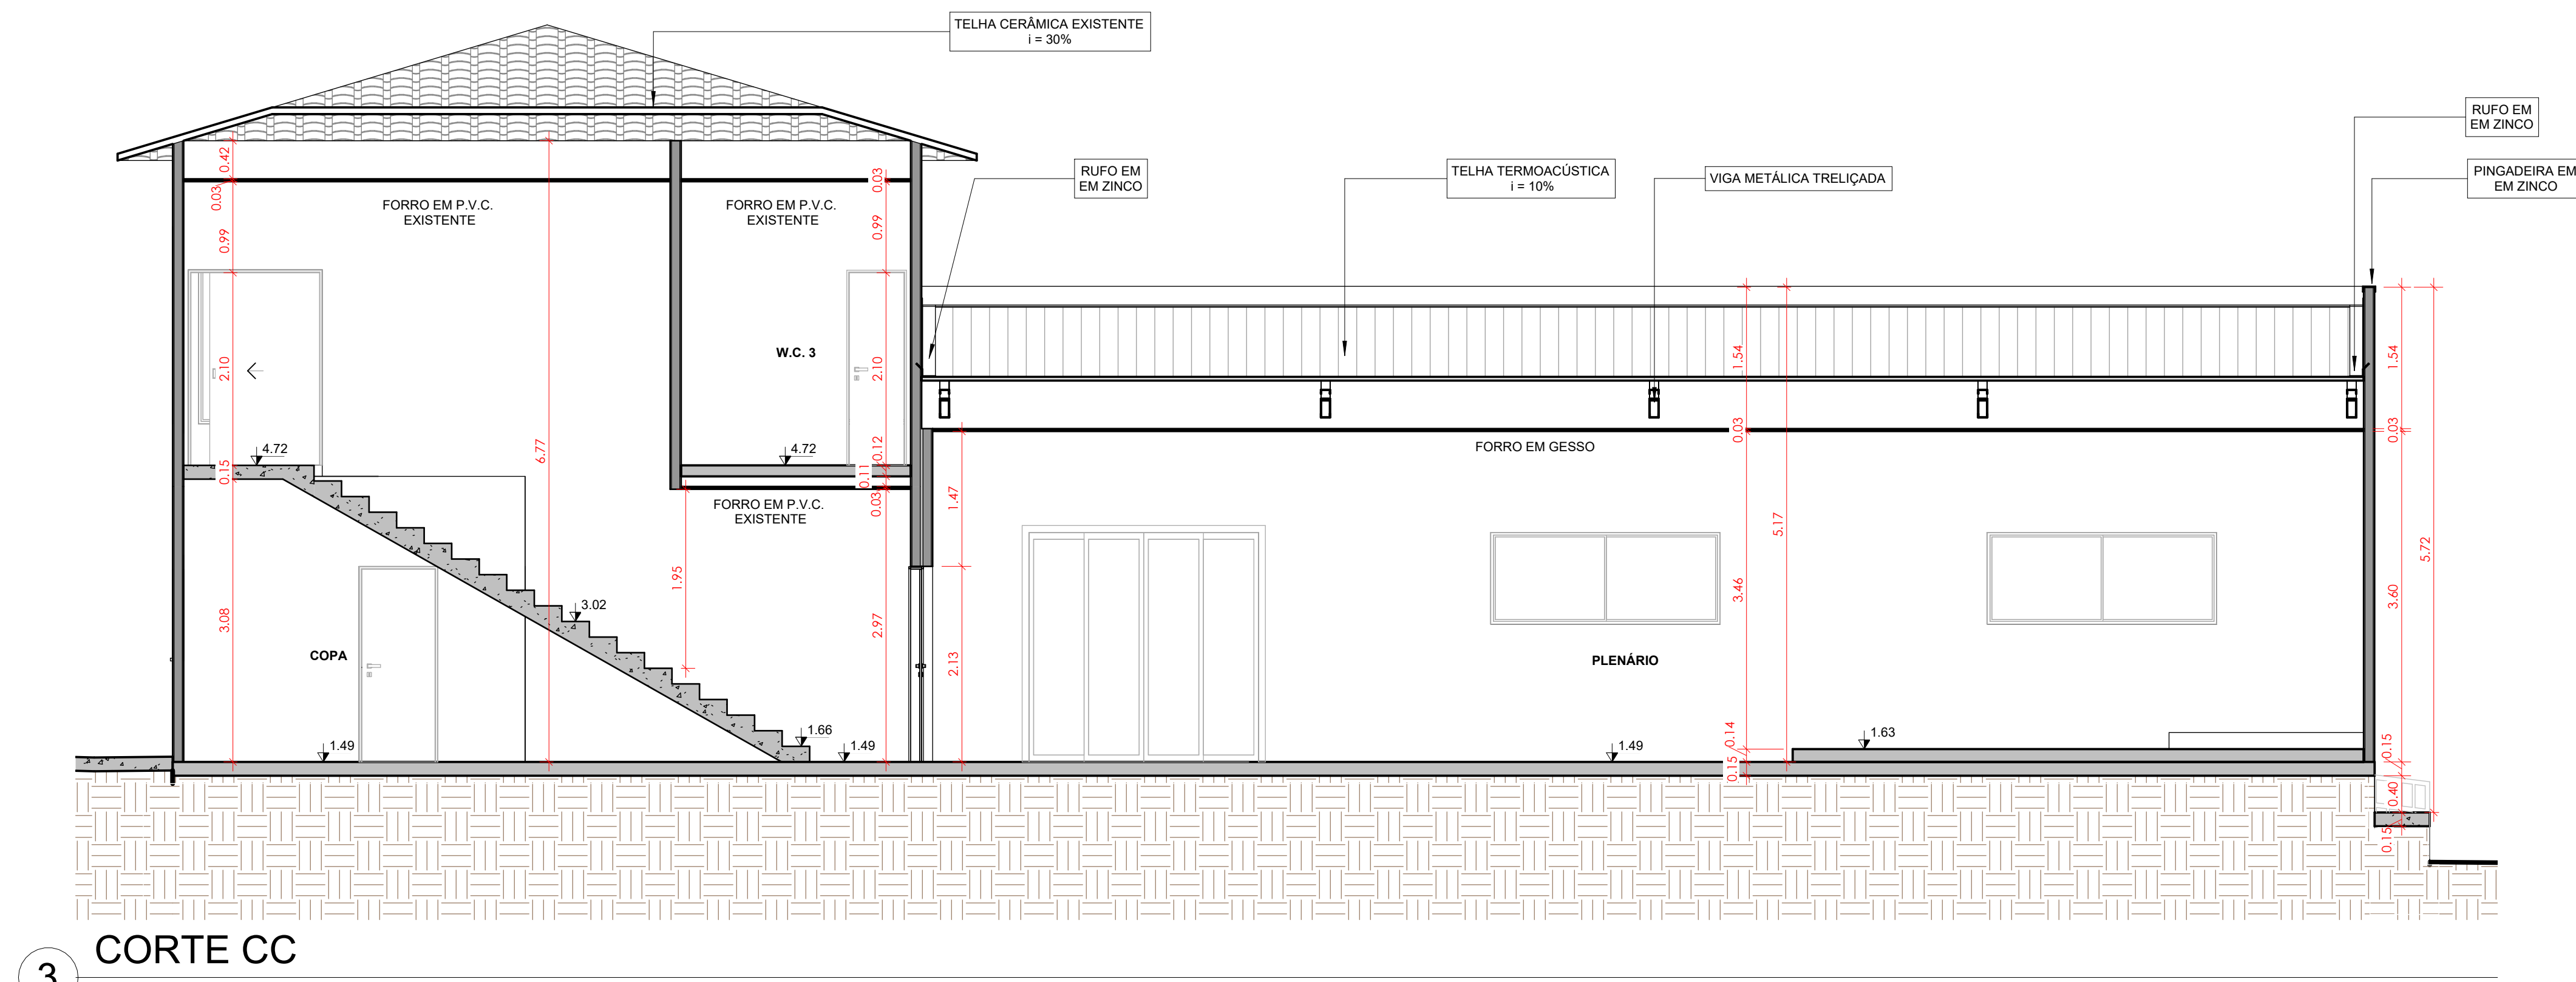 TELHA CERÂMICA EXISTENTE
i = 30%
RUFO EM
EM ZINCO
PINGADEIRA EM
EM ZINCO
RUFO EM
EM ZINCO
TELHA TERMOACÚSTICA
i = 10%
VIGA METÁLICA TRELIÇADA
0.42
0.03
0.99
2.10
0.15
3.08
FORRO EM P.V.C.
EXISTENTE
6.77
FORRO EM P.V.C.
EXISTENTE
0.03
0.99
2.10
0.12
0.11
0.03
2.97
W.C. 3
4.72
4.72
FORRO EM P.V.C.
EXISTENTE
1.95
3.02
COPA
1.49
1.66
1.49
1.47
2.13
FORRO EM GESSO
PLENÁRIO
1.49
1.63
1.54
0.03
3.46
0.14
0.15
5.17
1.54
0.03
3.60
0.15
0.40
0.15
5.72
3
CORTE CC